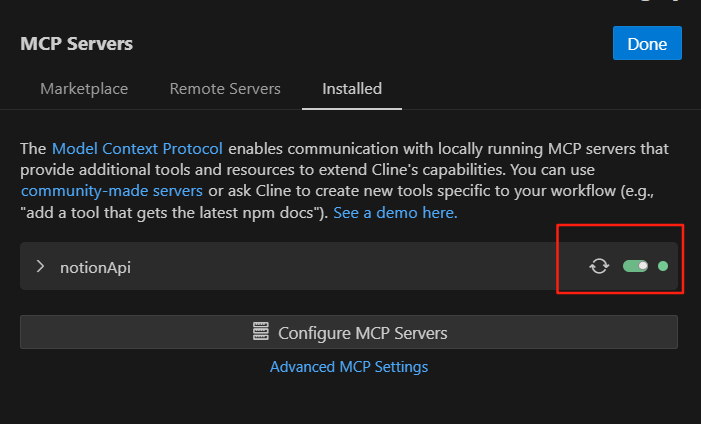 MCP Servers
Done
Marketplace
Remote Servers
Installed
The Model Context Protocol enables communication with locally running MCP servers that
provide additional tools and resources to extend Cline's capabilities. You can use
community-made servers or ask Cline to create new tools specific to your workflow (e.g.,
"add a tool that gets the latest npm docs"). See a demo here.
notionApi
Configure MCP Servers
Advanced MCP Settings